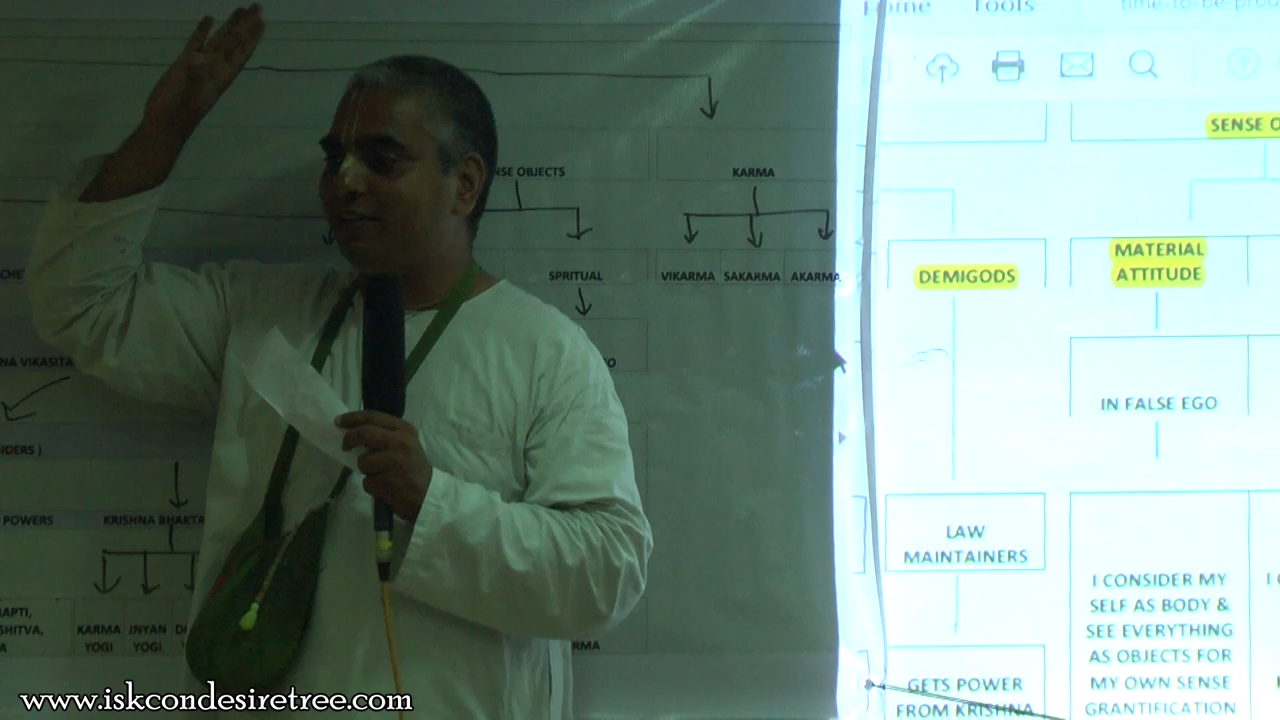 Home Tools
SENSE
DEMIGODS
MATERIAL
ATTITUDE
IN FALSE EGO
LAW
MAINTAINERS
I CONSIDER MY
SELF AS BODY &
SEE EVERYTHING
AS OBJECTS FOR
MY OWN SENSE
GRANTIFICATION
GETS POWER
FROM KRISHNA
OBJECTS
KARMA
SPRITUAL
VIKARMA SAKARMA AKARMA
VIKASITA
POWERS
KRISHNA BHAKTA
KARMA
YOGI
JNYAN
YOGI
www.iskcondesiretree.com